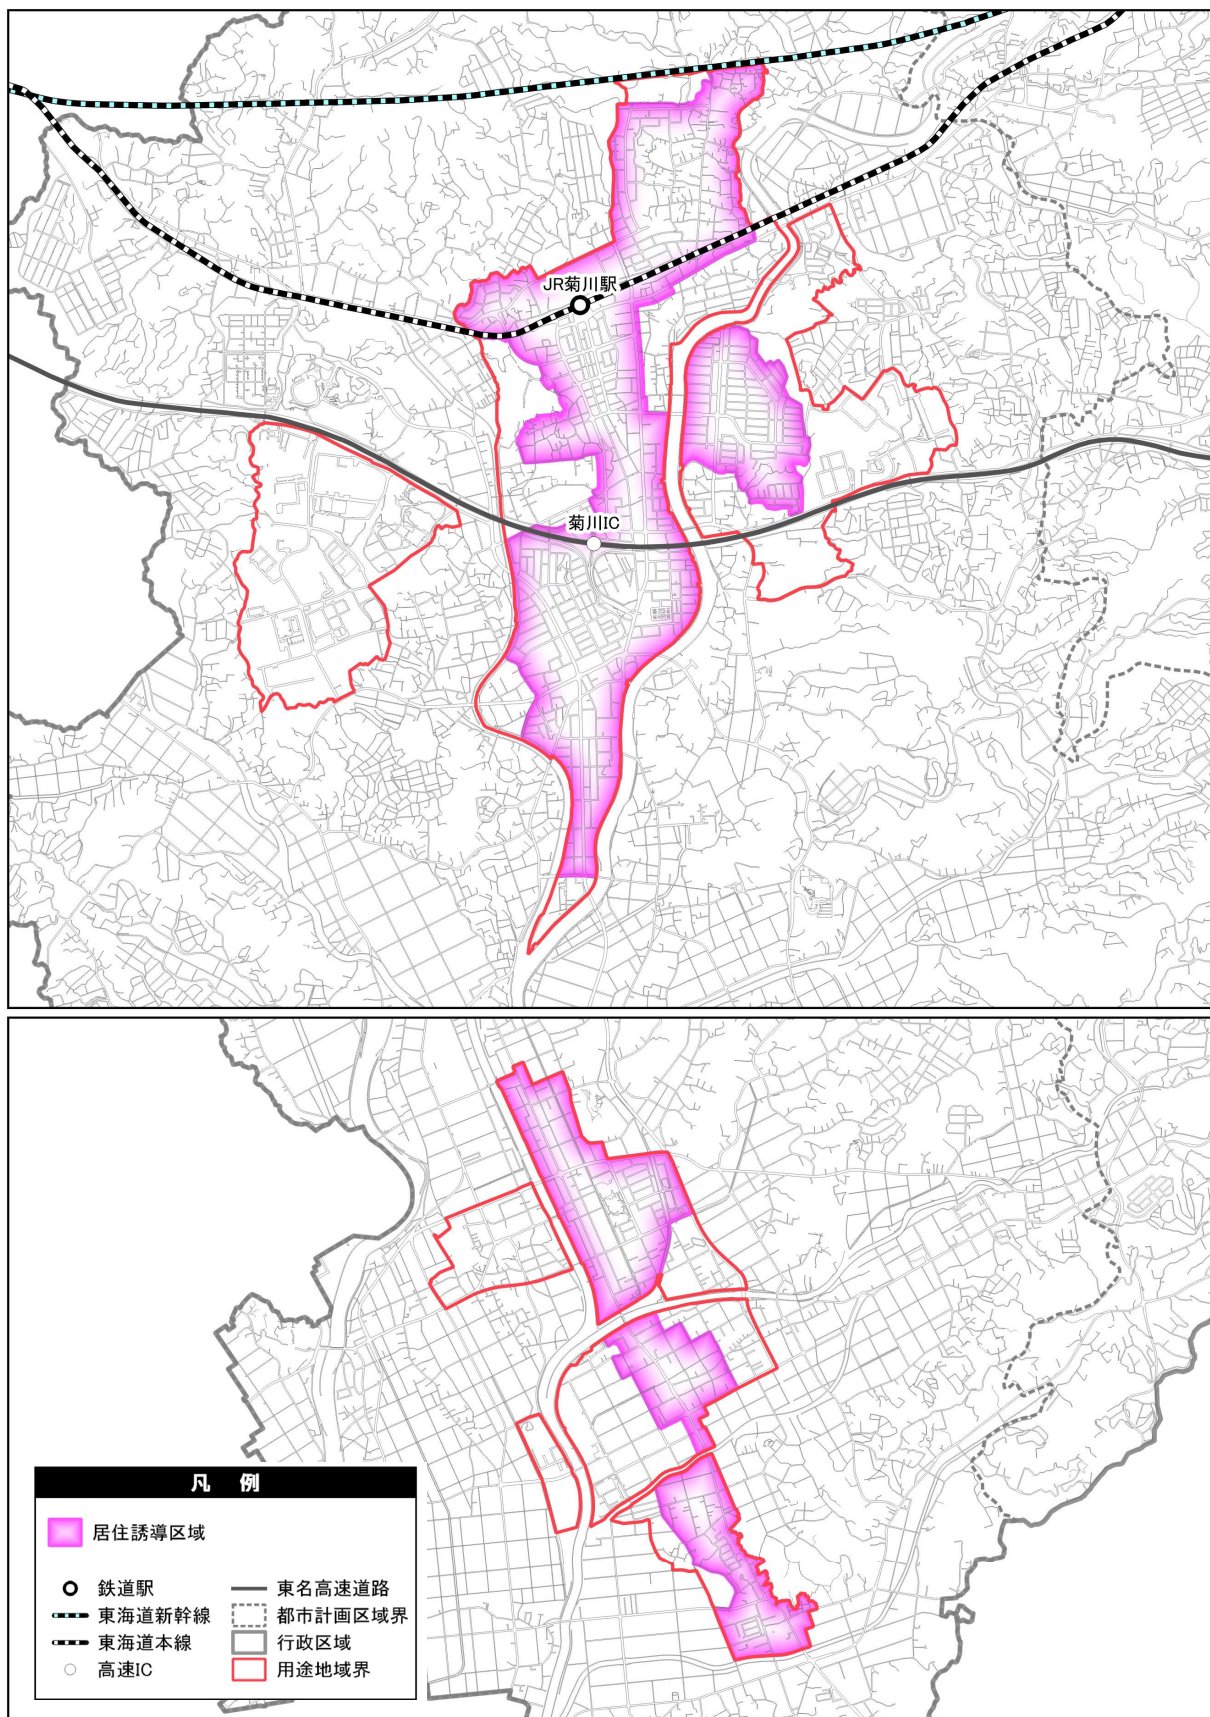 JR菊川駅
菊川IC
凡 例
居住誘導区域
鉄道駅
東海道新幹線
東海道本線
高速IC
東名高速道路
都市計画区域界
行政区域
用途地域界